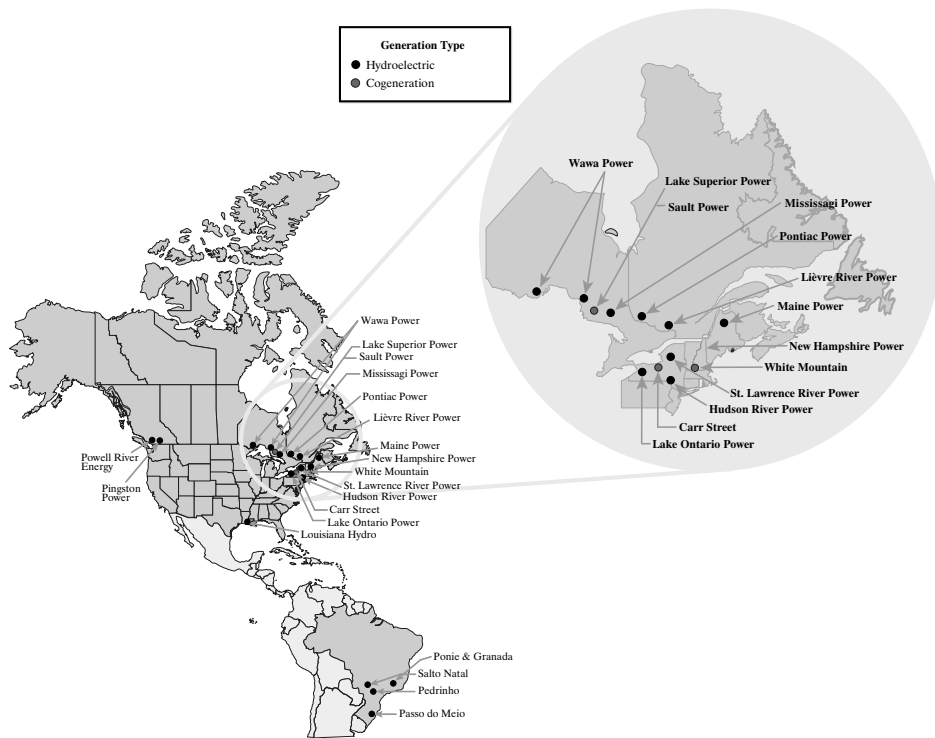 Generation Type
Hydroelectric
Cogeneration
Wawa Power
Lake Superior Power
Sault Power
Mississagi Power
Pontiac Power
Lièvre River Power
Maine Power
New Hampshire Power
White Mountain
St. Lawrence River Power
Hudson River Power
Carr Street
Lake Ontario Power
Wawa Power
Lake Superior Power
Sault Power
Mississagi Power
Pontiac Power
Lièvre River Power
Maine Power
New Hampshire Power
White Mountain
St. Lawrence River Power
Hudson River Power
Carr Street
Lake Ontario Power
Louisiana Hydro
Powell River
Energy
Pingston
Power
Ponie & Granada
Salto Natal
Pedrinho
Passo do Meio